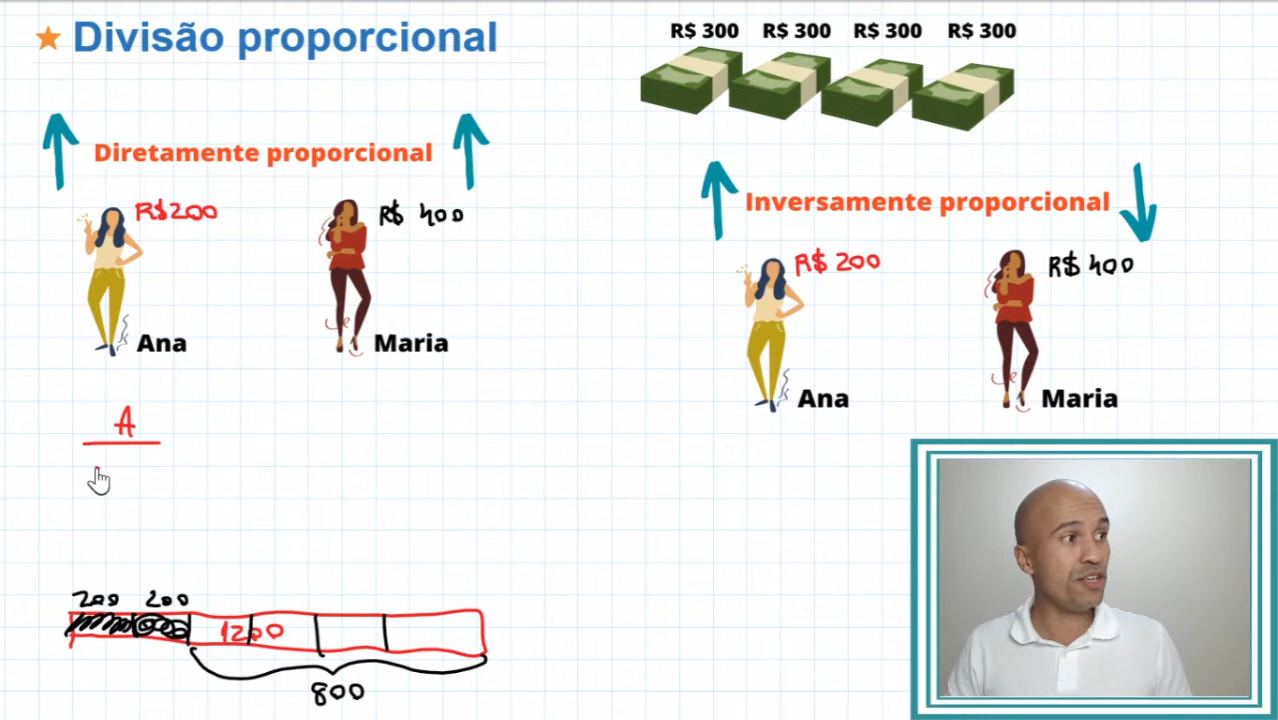 Divisão proporcional
R$ 300 R$ 300 R$ 300 R$ 300
Diretamente proporcional
R$200
R$ 400
Ana
Maria
Inversamente proporcional
R$ 200
R$ 400
Ana
Maria
A
200 200
1200
800